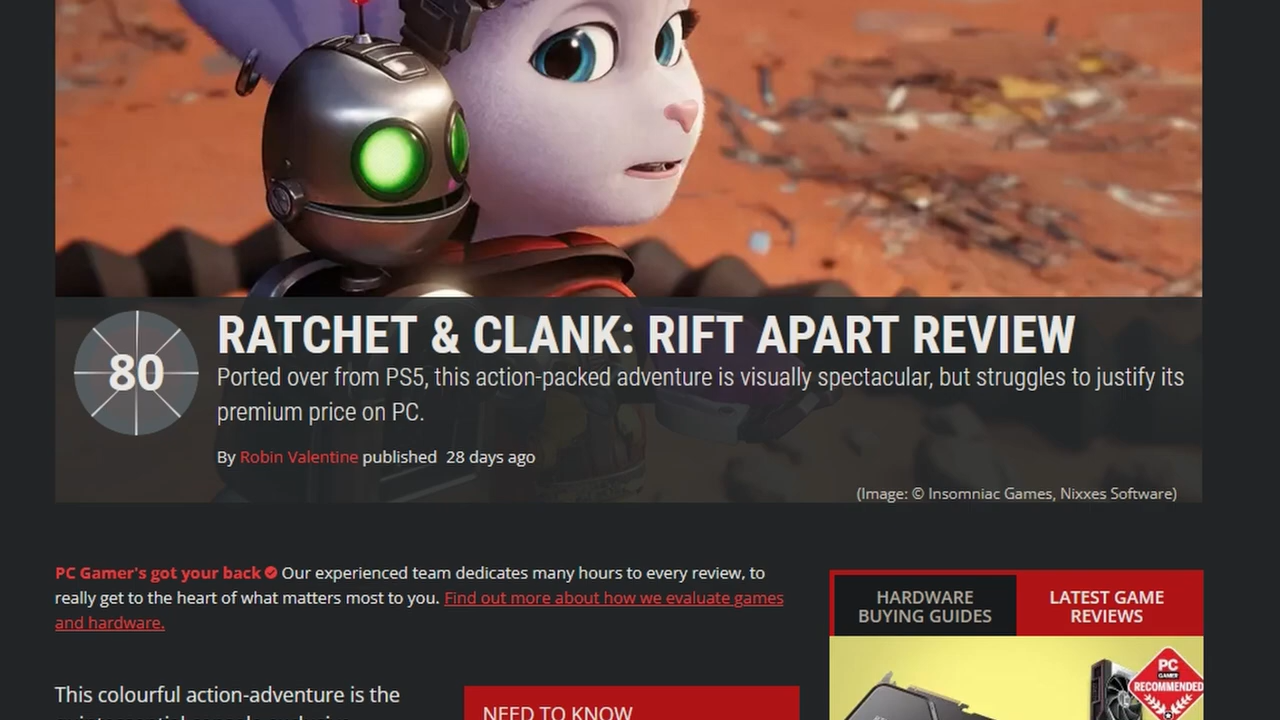 80
RATCHET & CLANK: RIFT APART REVIEW
Ported over from PS5, this action-packed adventure is visually spectacular, but struggles to justify its
premium price on PC.
By Robin Valentine published 28 days ago
(Image: © Insomniac Games, Nixxes Software)
PC Gamer's got your back Our experienced team dedicates many hours to every review, to
really get to the heart of what matters most to you. Find out more about how we evaluate games
and hardware.
HARDWARE
BUYING GUIDES
LATEST GAME
REVIEWS
PC
GAMER
RECOMMENDED
This colourful action-adventure is the
NEED TO KNOW